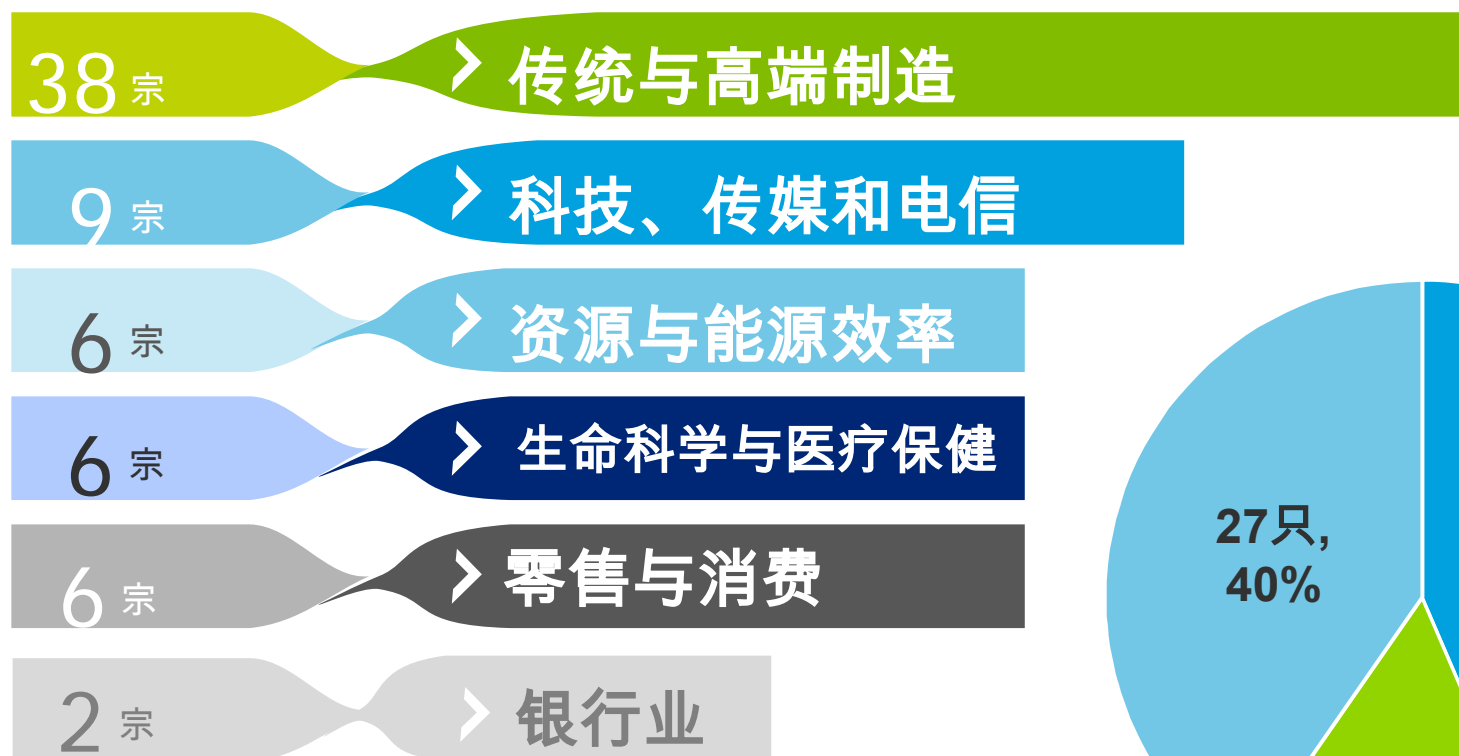 38 宗 传统与高端制造
9 宗 科技、传媒和电信
6 宗 资源与能源效率
6 宗 生命科学与医疗保健
6 宗 零售与消费
2 宗 银行业
27只,
40%